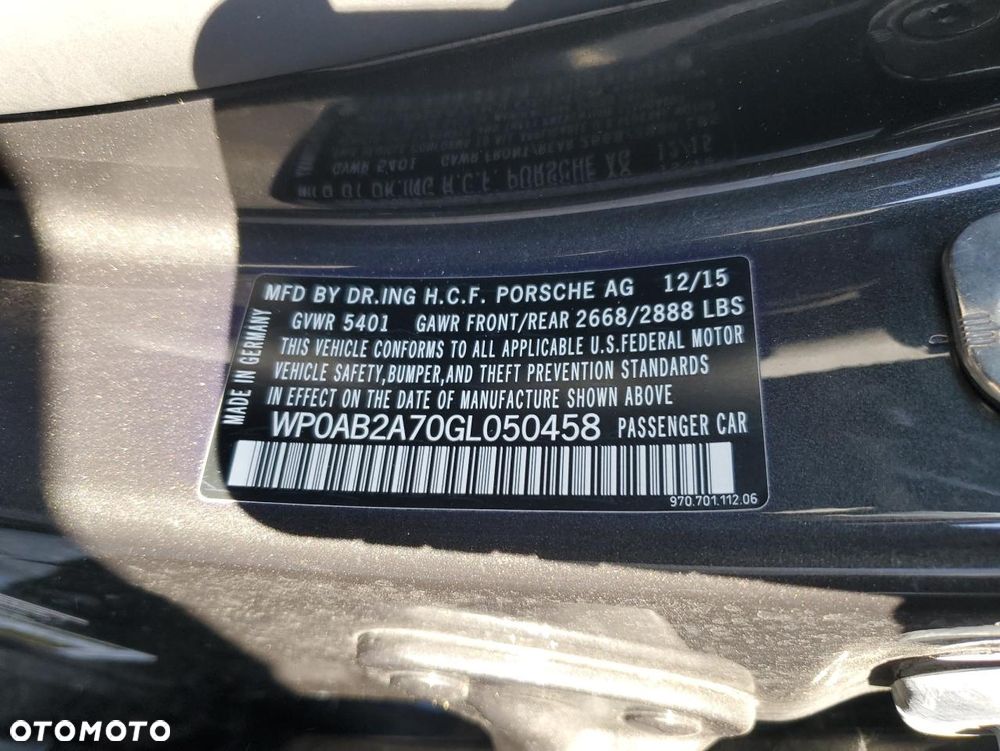 MFD BY DR.ING H.C.F. PORSCHE AG 12/15
GVWR 5401 GAWR FRONT/REAR 2668/2888 LBS
THIS VEHICLE CONFORMS TO ALL APPLICABLE U.S.FEDERAL MOTOR
VEHICLE SAFETY,BUMPER,AND THEFT PREVENTION STANDARDS
IN EFFECT ON THE DATE OF MANUFACTURE SHOWN ABOVE
WP0AB2A70GL050458 PASSENGER CAR
MADE IN GERMANY
970.701.112.06
OTOMOTO